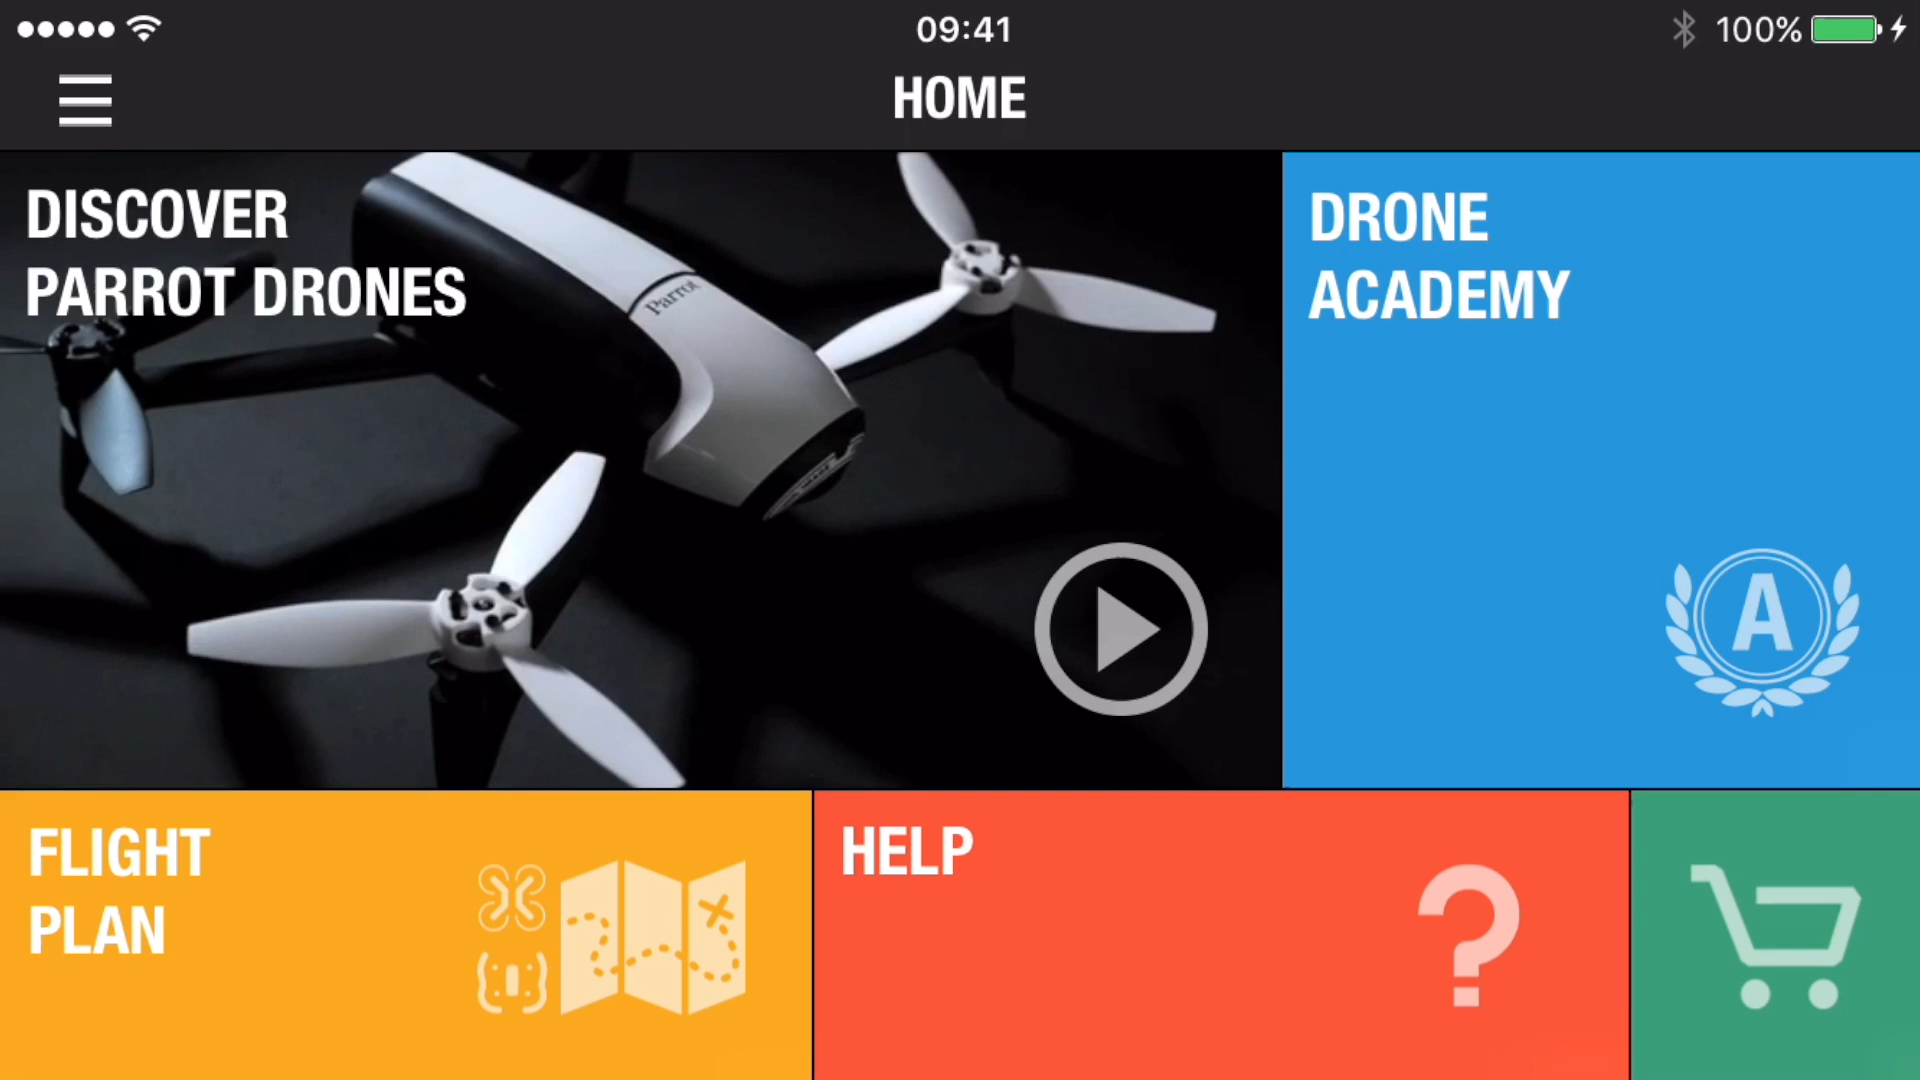 09:41
100%
HOME
DISCOVER
PARROT DRONES
Parrot
DRONE
ACADEMY
A
FLIGHT
PLAN
HELP
?